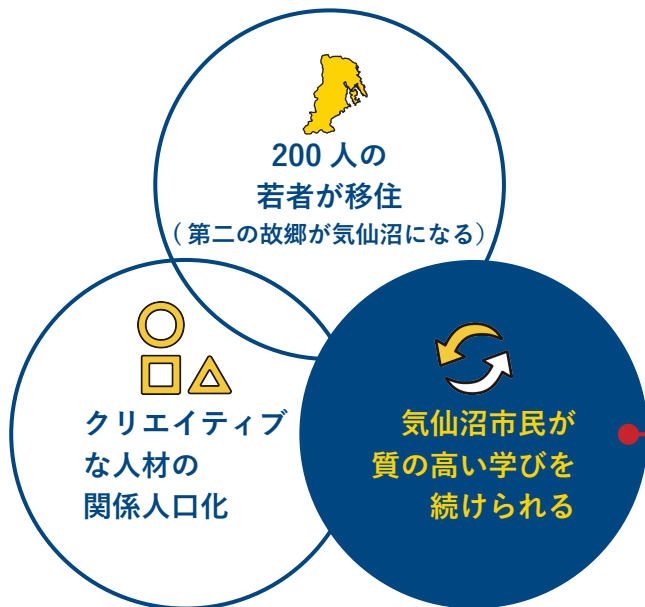 200 人の
若者が移住
（第二の故郷が気仙沼になる）
クリエイティブ
な人材の
関係人口化
気仙沼市民が
質の高い学びを
続けられる